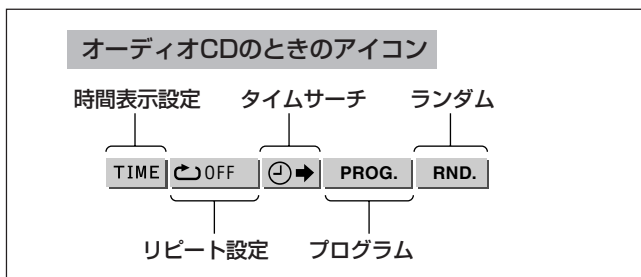 オーディオCDのときのアイコン
時間表示設定 タイムサーチ ランダム
TIME OFF PROG. RND.
リピート設定 プログラム